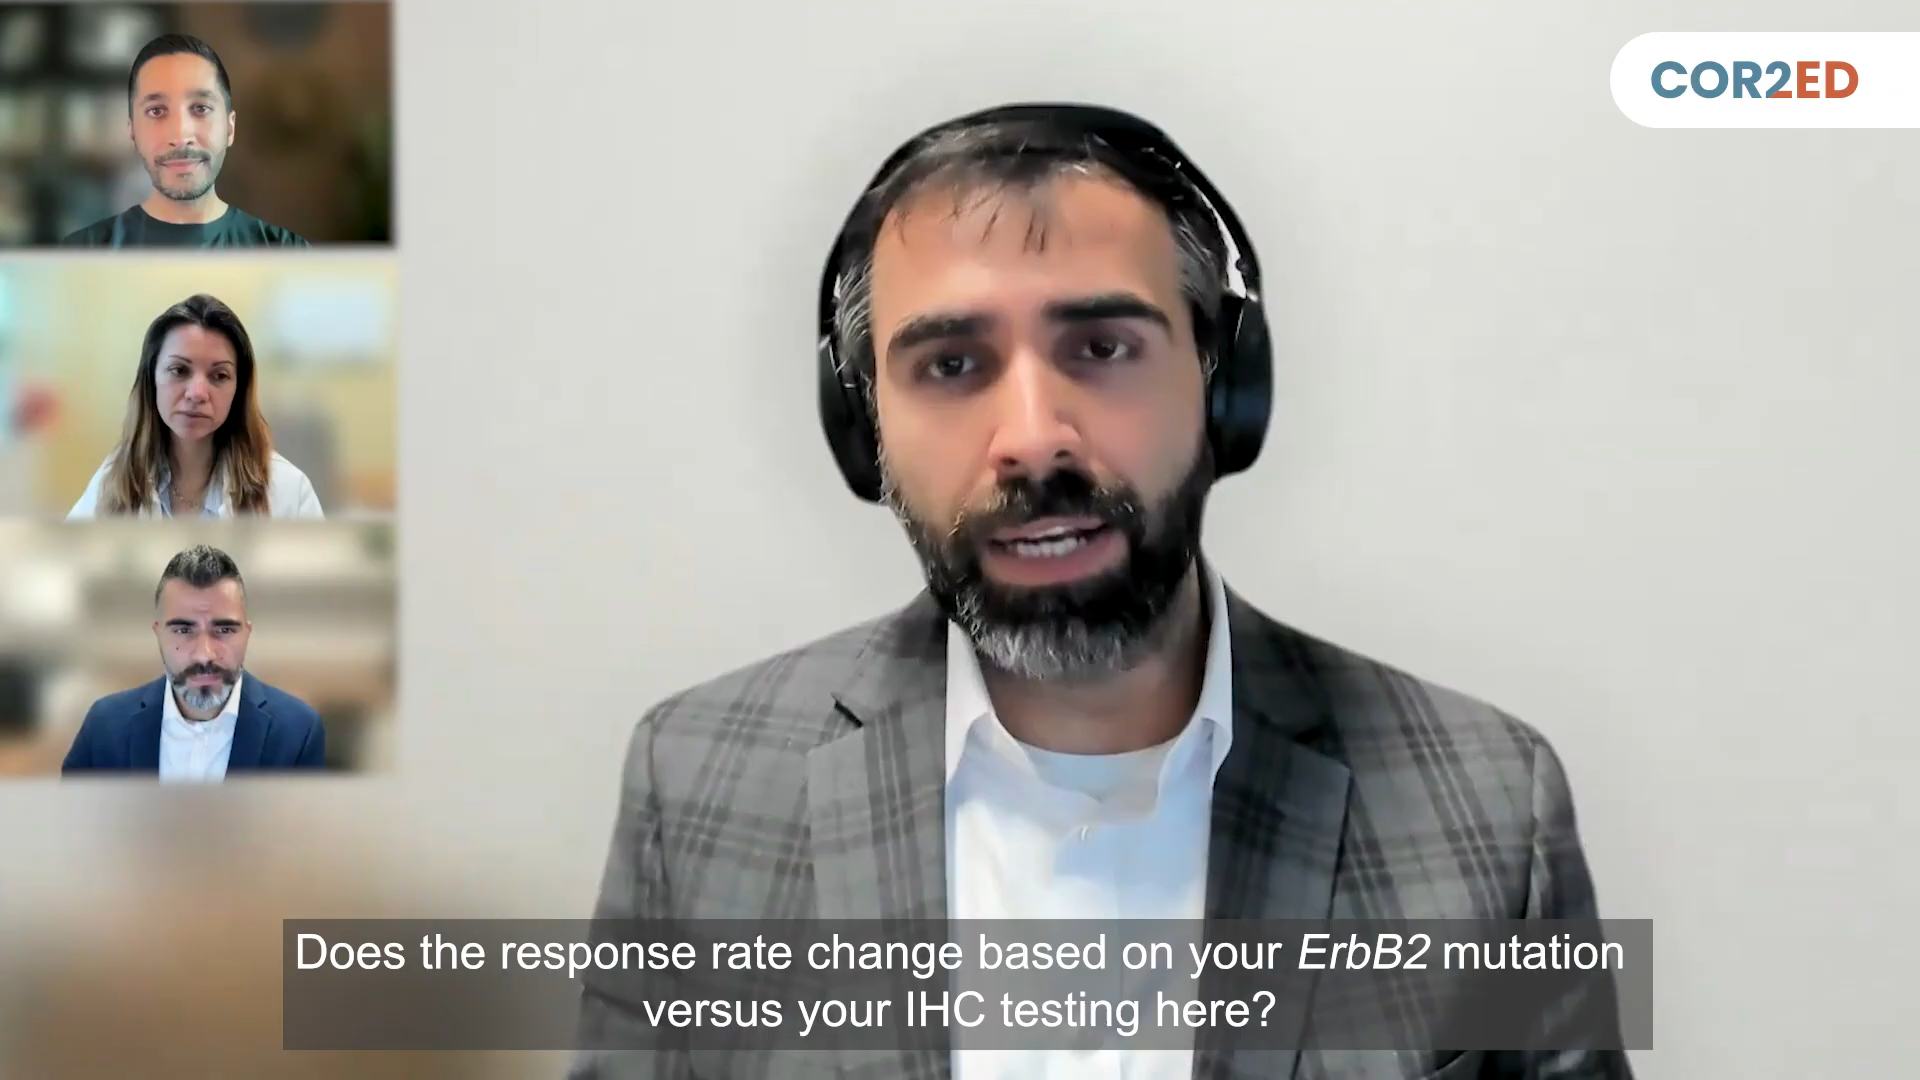 COR2ED
Does the response rate change based on your ErbB2 mutation
versus your IHC testing here?